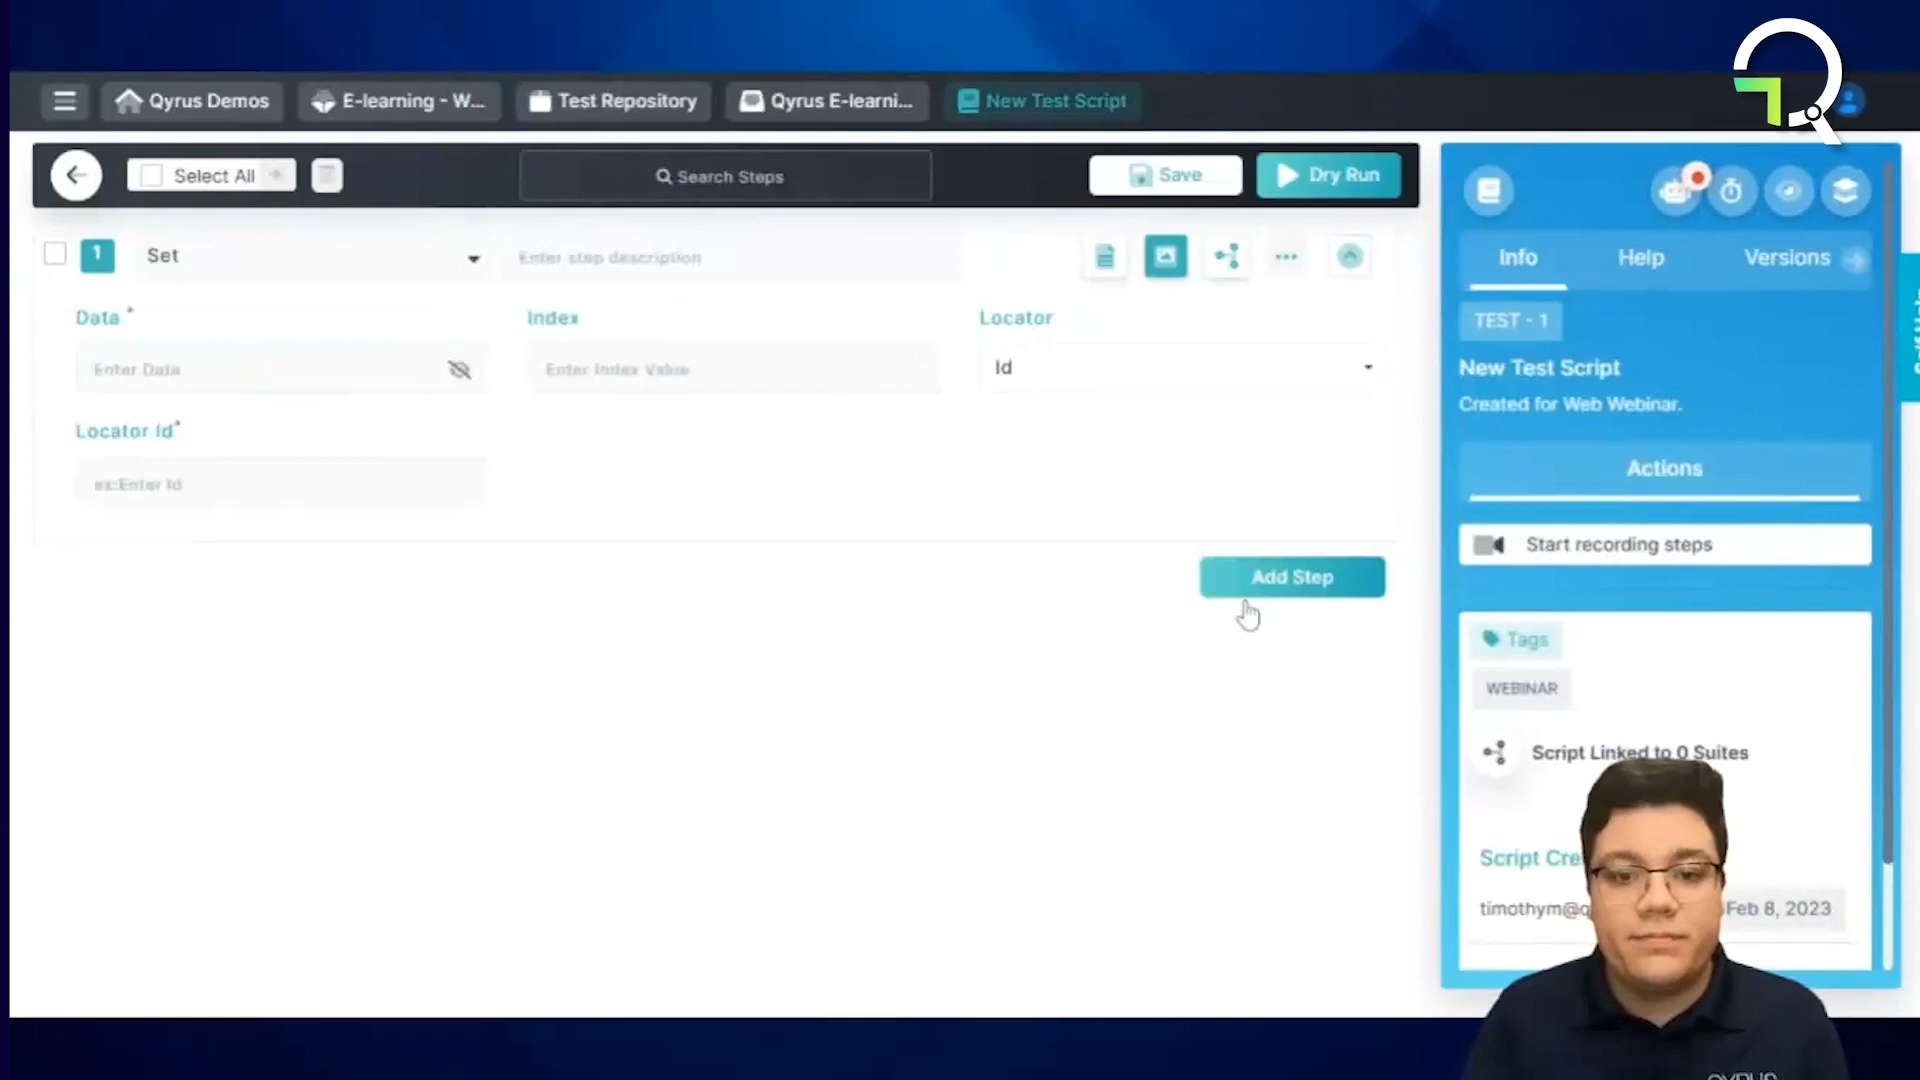 Qyrus Demos
E-learning - W...
Test Repository
Qyrus E-learni...
New Test Script
Select All
Search Steps
Save
Dry Run
1
Set
Enter step description
Data *
Index
Locator
Enter Data
Enter Index Value
Id
Locator Id*
ex:Enter Id
Add Step
Info
Help
Versions
TEST - 1
New Test Script
Created for Web Webinar.
Actions
Start recording steps
Tags
WEBINAR
Script Linked to 0 Suites
Script Cre
timothym@q
Feb 8, 2023